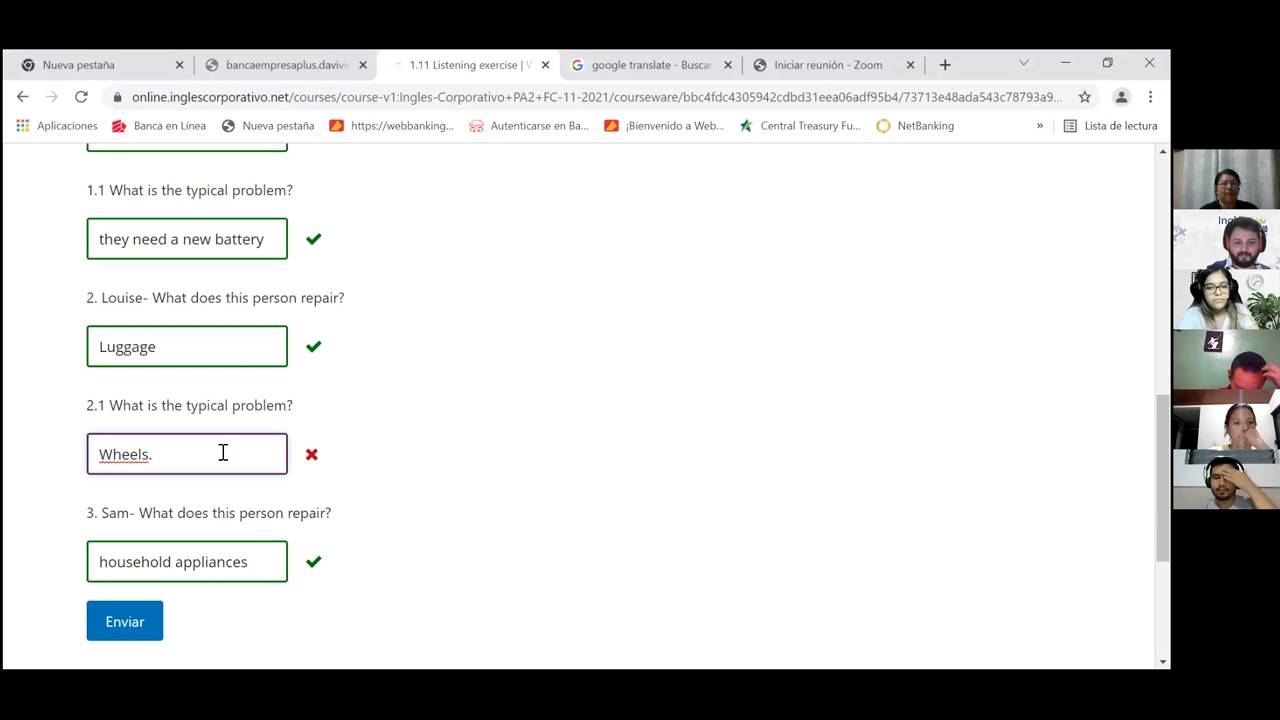 Nueva pestaña
bancaempresaplus.davivi
1.11 Listening exercise |
google translate - Busca
Iniciar reunión - Zoom
online.inglescorporativo.net/courses/course-v1:Ingles-Corporativo+PA2+FC-11-2021/courseware/bbc4fdc4305942cdbd31eea06adf95b4/73713e48ada543c78793a9...
Aplicaciones
Banca en Línea
Nueva pestaña
https://webbanking...
Autenticarse en Ba...
¡Bienvenido a Web...
Central Treasury Fu...
NetBanking
»
Lista de lectura
1.1 What is the typical problem?
they need a new battery
2. Louise- What does this person repair?
Luggage
2.1 What is the typical problem?
Wheels.
3. Sam- What does this person repair?
household appliances
Enviar